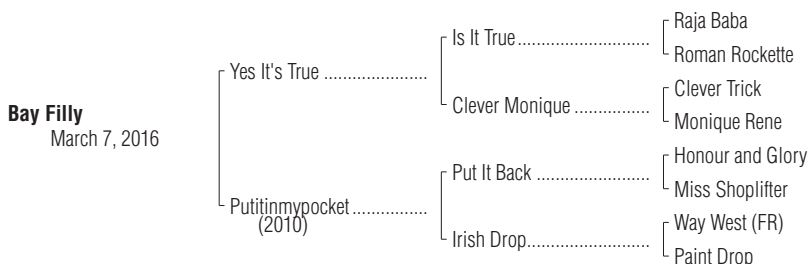 Bay Filly
March 7, 2016
Yes It's True ......................
Putitinmypocket................
(2010)
Is It True............................
Clever Monique ................
Put It Back ........................
Irish Drop..........................
Raja Baba
Roman Rockette
Clever Trick
Monique Rene
Honour and Glory
Miss Shoplifter
Way West (FR)
Paint Drop